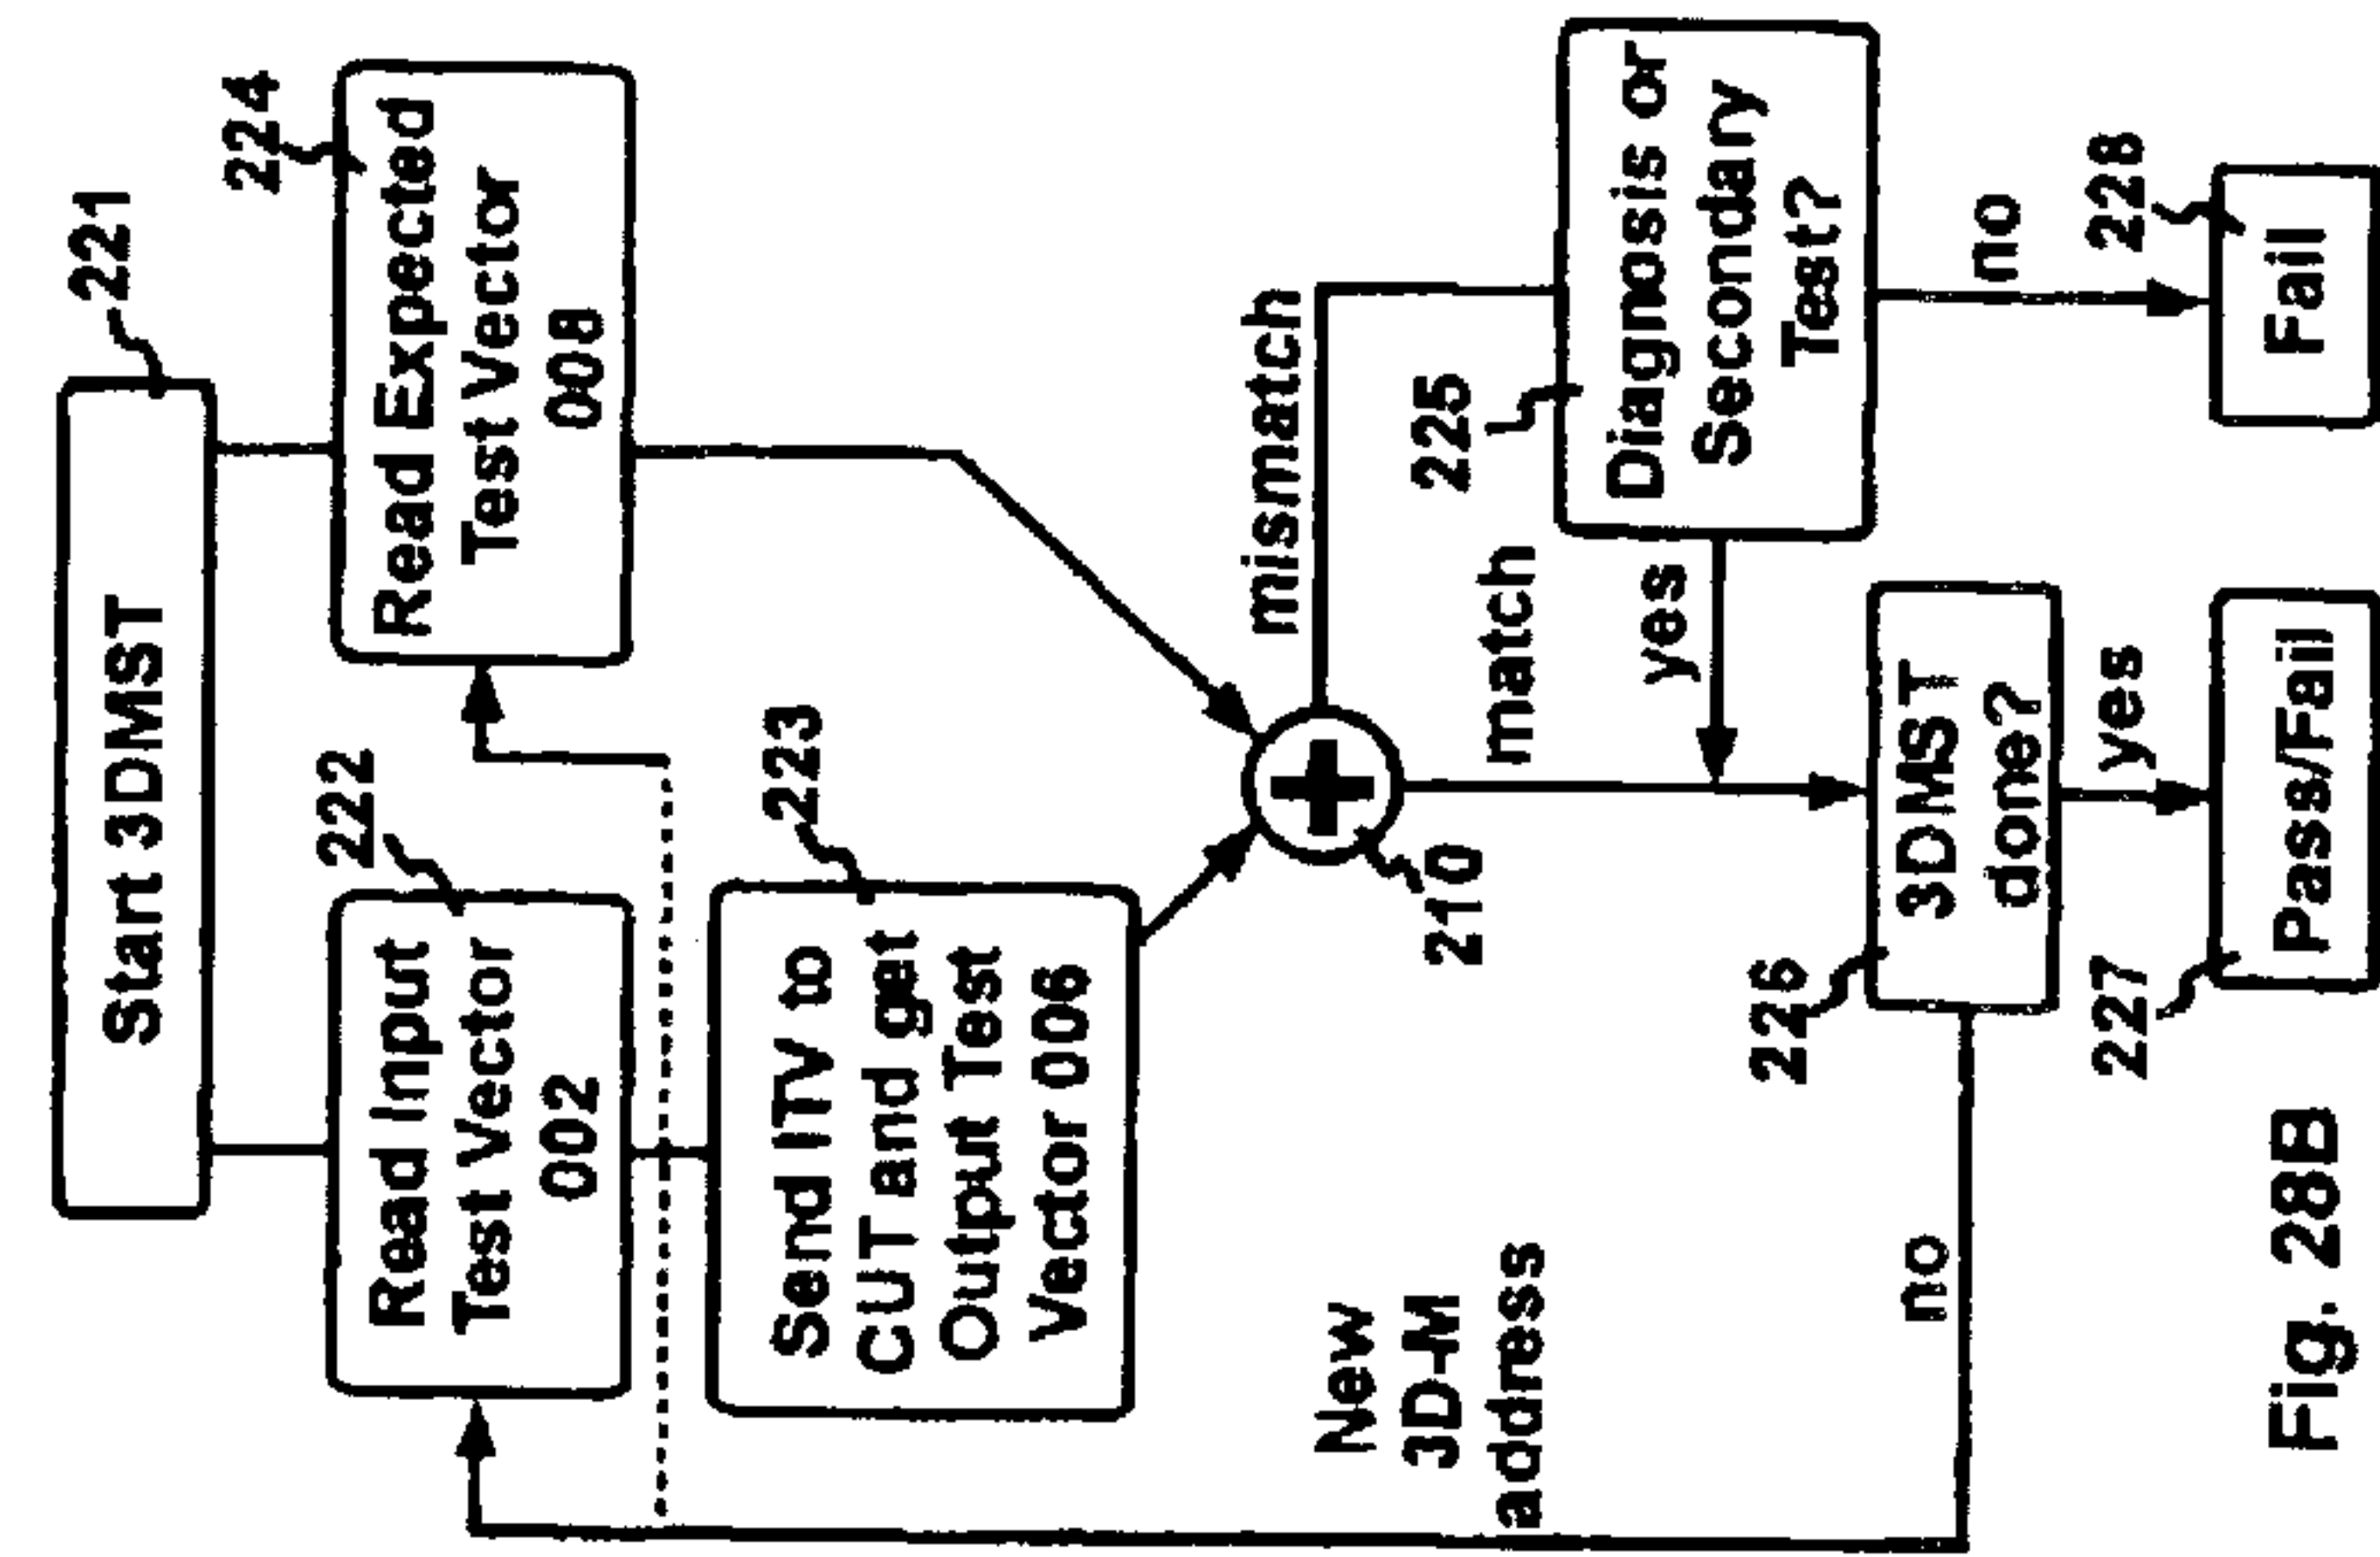 221
Start 3DMST
222
224
Read Input
Test Vector
002
Read Expected
Test Vector
008
223
Send ITV to
CUT and get
Output Test
Vector 006
mismatch
210
match
New
3D-M
address
225
Diagnosis or
Secondary
Test?
yes
no
226
3DMST
done?
no
yes
228
Fail
227
Pass/Fail
Fig. 28B